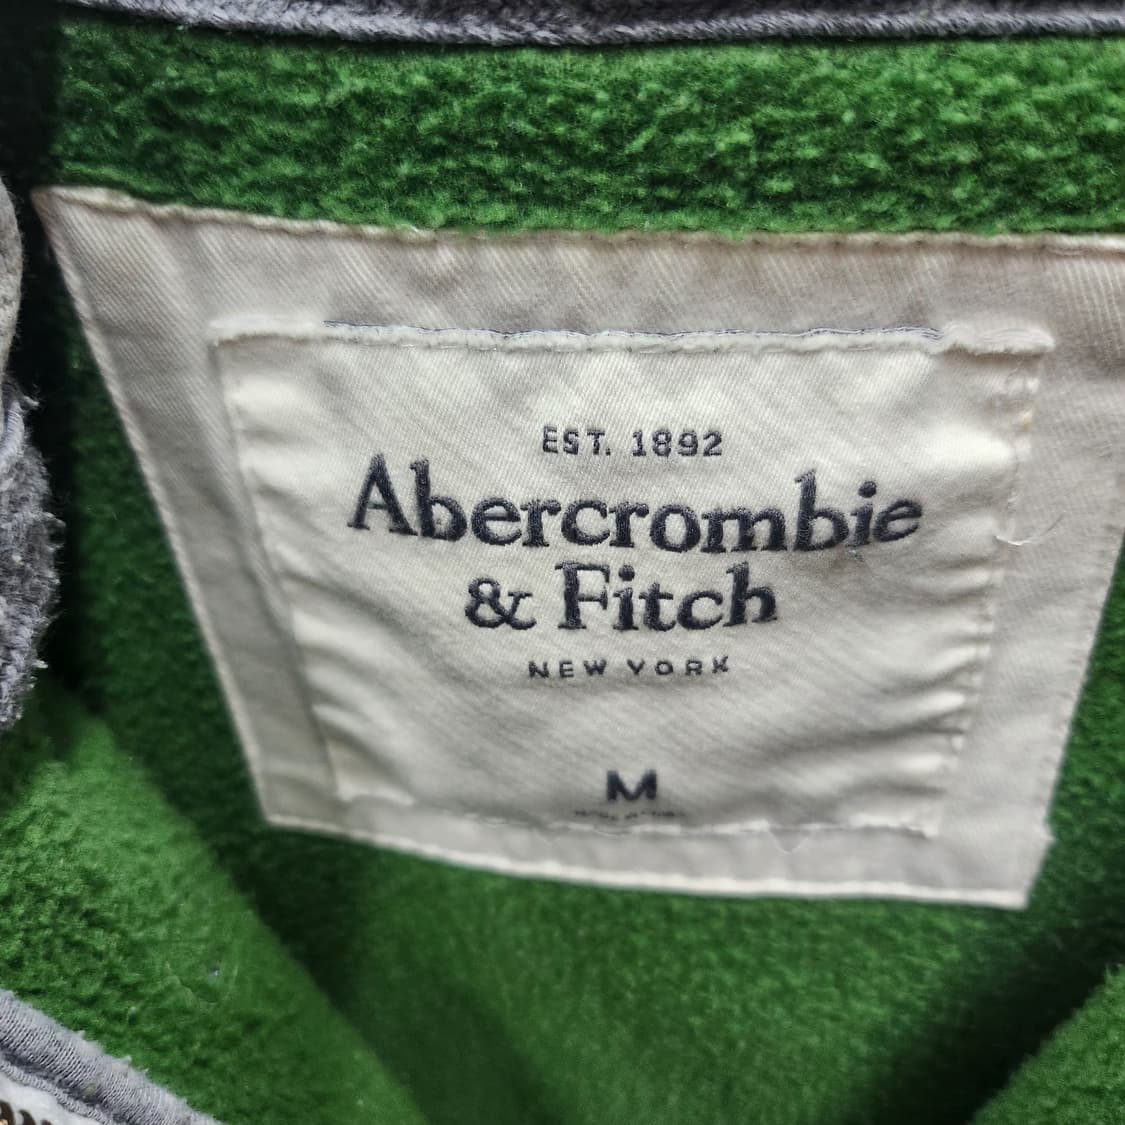 EST. 1892
Abercrombie
& Fitch
NEW YORK
M